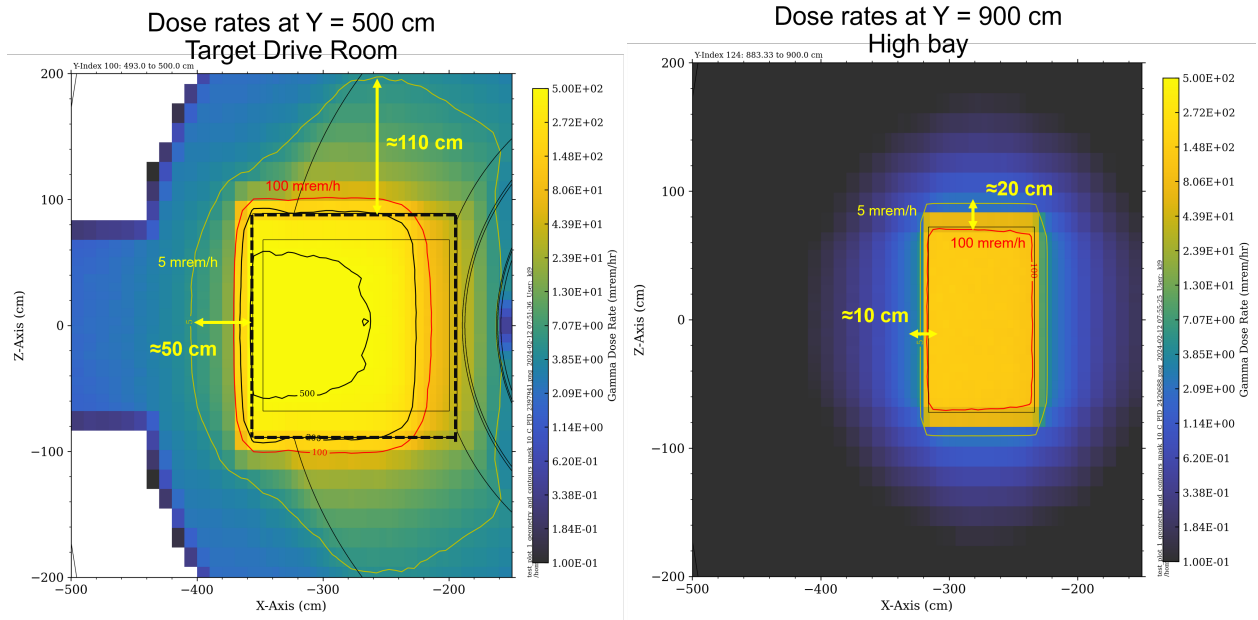 Dose rates at Y = 500 cm
Target Drive Room
Y-Index 100: 493.0 to 500.0 cm
200
100
0
−100
−200
Z-Axis (cm)
−500
−400
−300
−200
X-Axis (cm)
≈110 cm
100 mrem/h
5 mrem/h
≈50 cm
500
100
5.00E+02
2.72E+02
1.48E+02
8.06E+01
4.39E+01
2.39E+01
1.30E+01
7.07E+00
3.85E+00
2.09E+00
1.14E+00
6.20E-01
3.38E-01
1.84E-01
1.00E-01
Gamma Dose Rate (mrem/hr)
Dose rates at Y = 900 cm
High bay
Y-Index 124: 883.33 to 900.0 cm
200
100
0
−100
−200
Z-Axis (cm)
−500
−400
−300
−200
X-Axis (cm)
≈20 cm
5 mrem/h
100 mrem/h
100
≈10 cm
5
5.00E+02
2.72E+02
1.48E+02
8.06E+01
4.39E+01
2.39E+01
1.30E+01
7.07E+00
3.85E+00
2.09E+00
1.14E+00
6.20E-01
3.38E-01
1.84E-01
1.00E-01
Gamma Dose Rate (mrem/hr)